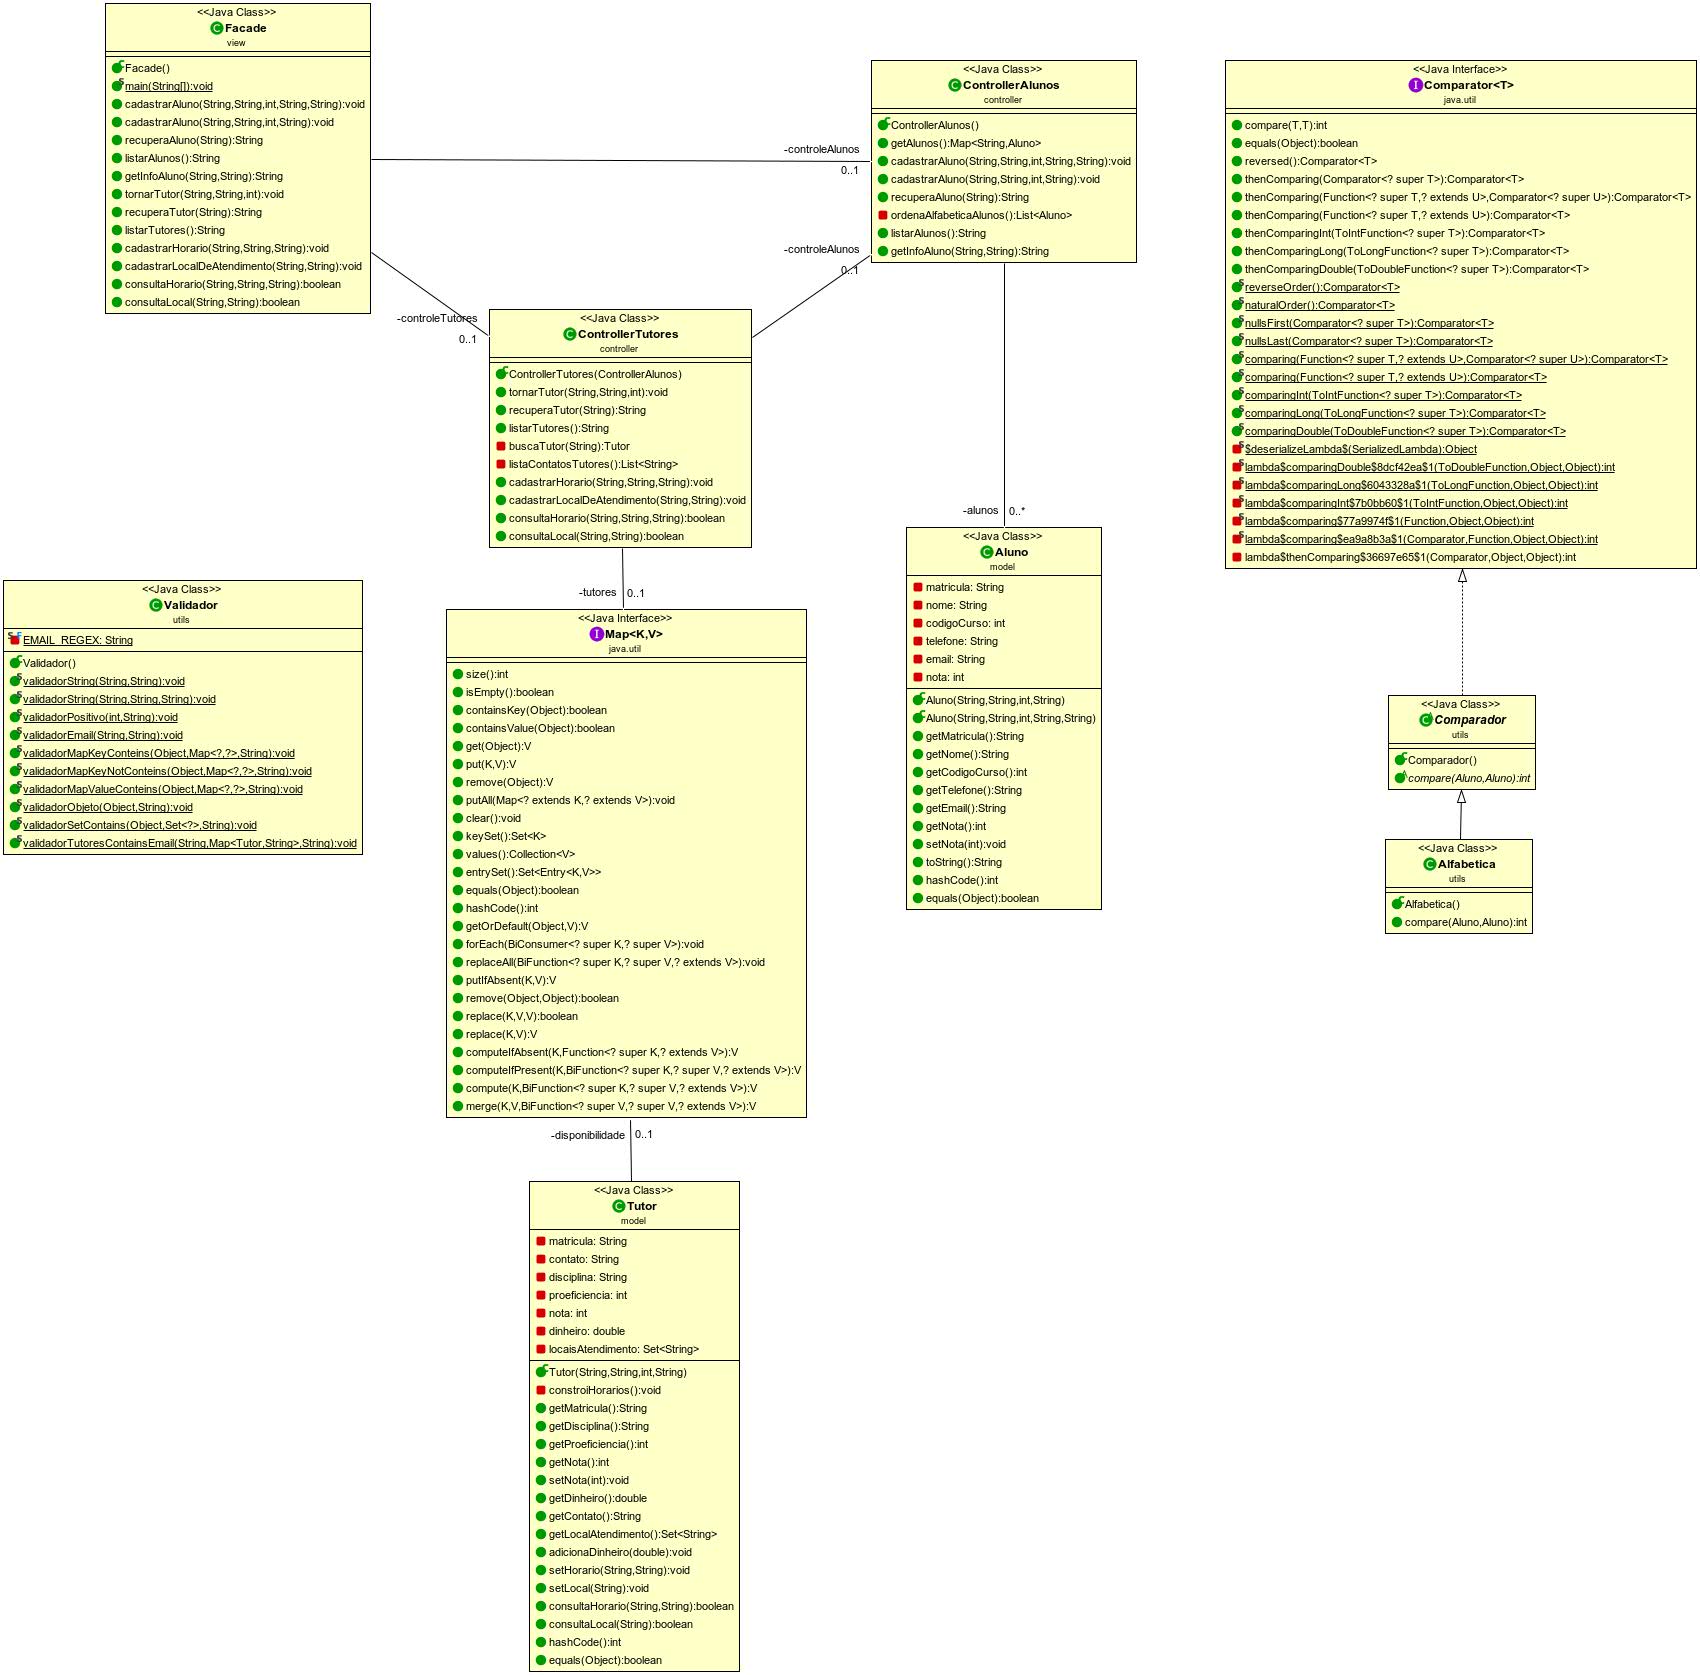 <<Java Class>>
Facade
view
Facade()
main(String[]):void
cadastrarAluno(String,String,int,String,String):void
cadastrarAluno(String,String,int,String):void
recuperaAluno(String):String
listarAlunos():String
getInfoAluno(String,String):String
tornarTutor(String,String,int):void
recuperaTutor(String):String
listarTutores():String
cadastrarHorario(String,String,String):void
cadastrarLocalDeAtendimento(String,String):void
consultaHorario(String,String,String):boolean
consultaLocal(String,String):boolean
-controleAlunos
0..1
-controleTutores
0..1
-controleAlunos
0..1
<<Java Class>>
ControllerAlunos
controller
ControllerAlunos()
getAlunos():Map<String,Aluno>
cadastrarAluno(String,String,int,String,String):void
cadastrarAluno(String,String,int,String):void
recuperaAluno(String):String
ordenaAlfabeticaAlunos():List<Aluno>
listarAlunos():String
getInfoAluno(String,String):String
<<Java Interface>>
Comparator<T>
java.util
compare(T,T):int
equals(Object):boolean
reversed():Comparator<T>
thenComparing(Comparator<? super T>):Comparator<T>
thenComparing(Function<? super T,? extends U>,Comparator<? super U>):Comparator<T>
thenComparing(Function<? super T,? extends U>):Comparator<T>
thenComparingInt(ToIntFunction<? super T>):Comparator<T>
thenComparingLong(ToLongFunction<? super T>):Comparator<T>
thenComparingDouble(ToDoubleFunction<? super T>):Comparator<T>
reverseOrder():Comparator<T>
naturalOrder():Comparator<T>
nullsFirst(Comparator<? super T>):Comparator<T>
nullsLast(Comparator<? super T>):Comparator<T>
comparing(Function<? super T,? extends U>,Comparator<? super U>):Comparator<T>
comparing(Function<? super T,? extends U>):Comparator<T>
comparingInt(ToIntFunction<? super T>):Comparator<T>
comparingLong(ToLongFunction<? super T>):Comparator<T>
comparingDouble(ToDoubleFunction<? super T>):Comparator<T>
$deserializeLambda$(SerializedLambda):Object
lambda$comparingDouble$8dcf42ea$1(ToDoubleFunction,Object,Object):int
lambda$comparingLong$6043328a$1(ToLongFunction,Object,Object):int
lambda$comparingInt$7b0bb60$1(ToIntFunction,Object,Object):int
lambda$comparing$77a9974f$1(Function,Object,Object):int
lambda$comparing$ea9a8b3a$1(Comparator,Function,Object,Object):int
lambda$thenComparing$36697e65$1(Comparator,Object,Object):int
<<Java Class>>
ControllerTutores
controller
ControllerTutores(ControllerAlunos)
tornarTutor(String,String,int):void
recuperaTutor(String):String
listarTutores():String
buscaTutor(String):Tutor
listaContatosTutores():List<String>
cadastrarHorario(String,String,String):void
cadastrarLocalDeAtendimento(String,String):void
consultaHorario(String,String,String):boolean
consultaLocal(String,String):boolean
-tutores
0..1
-alunos
0..*
<<Java Class>>
Validador
utils
EMAIL_REGEX: String
Validador()
validadorString(String,String):void
validadorString(String,String,String):void
validadorPositivo(int,String):void
validadorEmail(String,String):void
validadorMapKeyConteins(Object,Map<?,?>,String):void
validadorMapKeyNotConteins(Object,Map<?,?>,String):void
validadorMapValueConteins(Object,Map<?,?>,String):void
validadorObjeto(Object,String):void
validadorSetContains(Object,Set<?>,String):void
validadorTutoresContainsEmail(String,Map<Tutor,String>,String):void
<<Java Interface>>
Map<K,V>
java.util
size():int
isEmpty():boolean
containsKey(Object):boolean
containsValue(Object):boolean
get(Object):V
put(K,V):V
remove(Object):V
putAll(Map<? extends K,? extends V>):void
clear():void
keySet():Set<K>
values():Collection<V>
entrySet():Set<Entry<K,V>>
equals(Object):boolean
hashCode():int
getOrDefault(Object,V):V
forEach(BiConsumer<? super K,? super V>):void
replaceAll(BiFunction<? super K,? super V,? extends V>):void
putIfAbsent(K,V):V
remove(Object,Object):boolean
replace(K,V,V):boolean
replace(K,V):V
computeIfAbsent(K,Function<? super K,? extends V>):V
computeIfPresent(K,BiFunction<? super K,? super V,? extends V>):V
compute(K,BiFunction<? super K,? super V,? extends V>):V
merge(K,V,BiFunction<? super V,? super V,? extends V>):V
<<Java Class>>
Aluno
model
matricula: String
nome: String
codigoCurso: int
telefone: String
email: String
nota: int
Aluno(String,String,int,String)
Aluno(String,String,int,String,String)
getMatricula():String
getNome():String
getCodigoCurso():int
getTelefone():String
getEmail():String
getNota():int
setNota(int):void
toString():String
hashCode():int
equals(Object):boolean
<<Java Class>>
Comparador
utils
Comparador()
compare(Aluno,Aluno):int
<<Java Class>>
Alfabetica
utils
Alfabetica()
compare(Aluno,Aluno):int
-disponibilidade
0..1
<<Java Class>>
Tutor
model
matricula: String
contato: String
disciplina: String
proeficiencia: int
nota: int
dinheiro: double
locaisAtendimento: Set<String>
Tutor(String,String,int,String)
constroiHorarios():void
getMatricula():String
getDisciplina():String
getProeficiencia():int
getNota():int
setNota(int):void
getDinheiro():double
getContato():String
getLocalAtendimento():Set<String>
adicionaDinheiro(double):void
setHorario(String,String):void
setLocal(String):void
consultaHorario(String,String):boolean
consultaLocal(String):boolean
hashCode():int
equals(Object):boolean